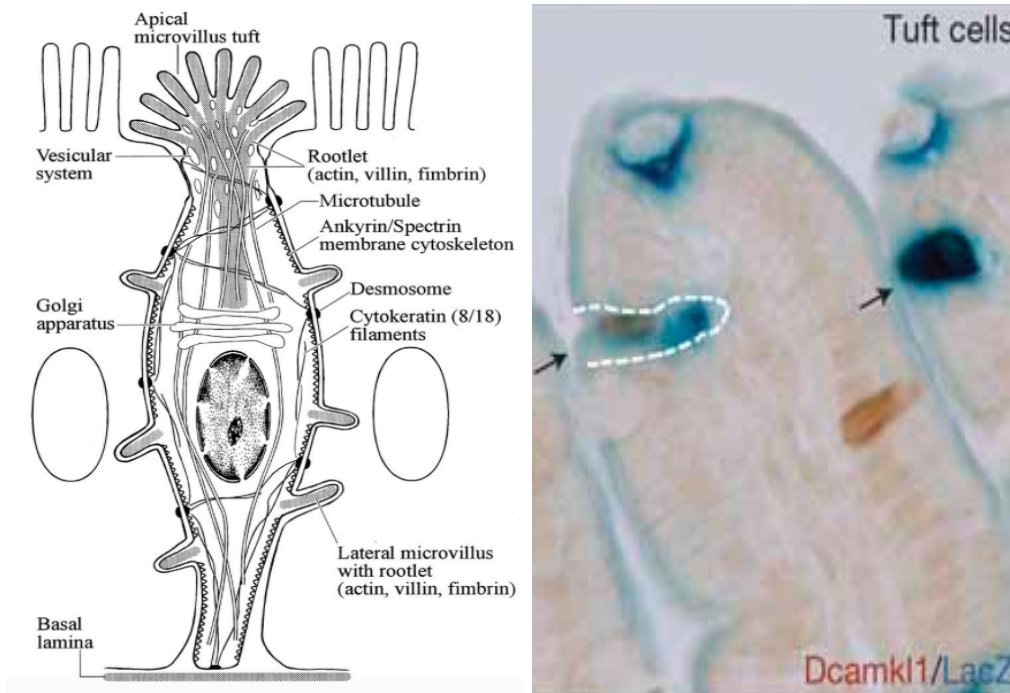 Apical
microvillus tuft
Vesicular
system
Rootlet
(actin, villin, fimbrin)
Microtubule
Ankyrin/Spectrin
membrane cytoskeleton
Golgi
apparatus
Desmosome
Cytokeratin (8/18)
filaments
Lateral microvillus
with rootlet
(actin, villin, fimbrin)
Basal
lamina
Tuft cells
Dcamkl1/LacZ